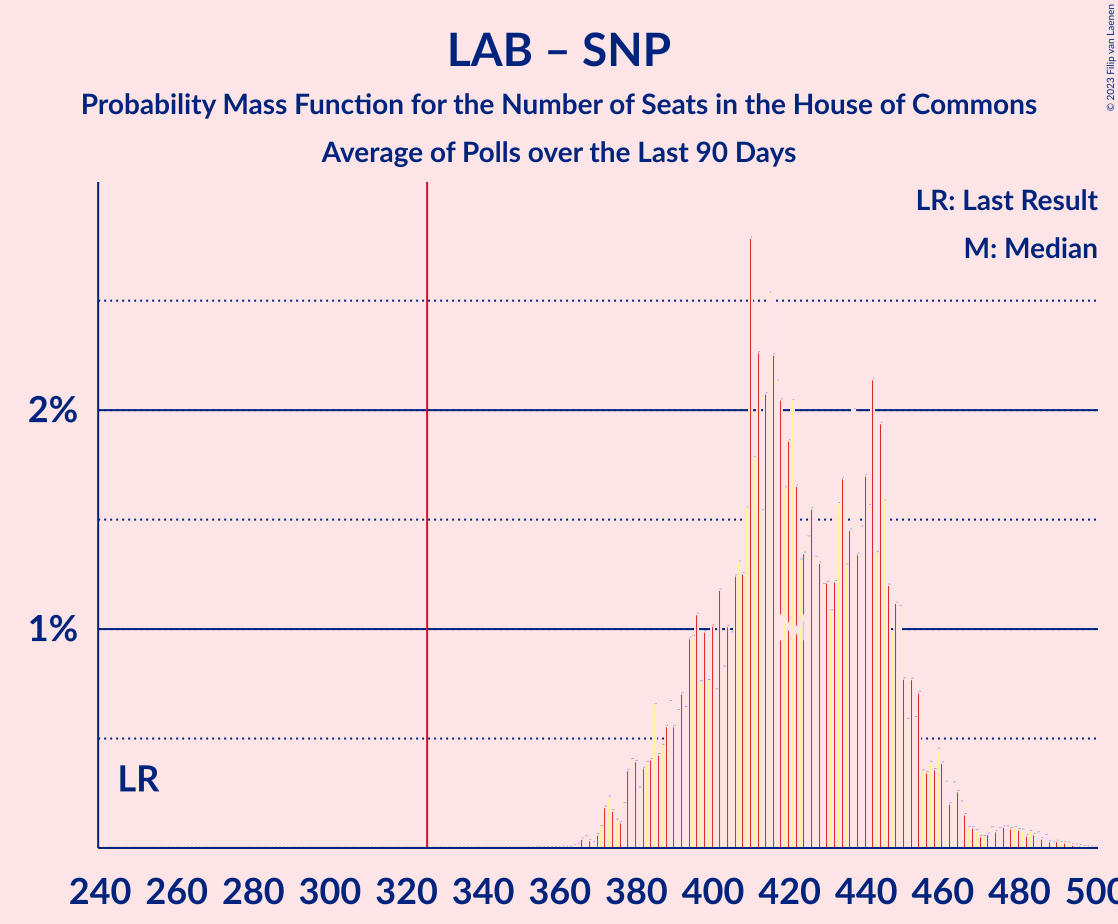 LAB – SNP
Probability Mass Function for the Number of Seats in the House of Commons
Average of Polls over the Last 90 Days
© 2023 Filip van Laenen
LR: Last Result
M: Median
2%
1%
LR
M
240 260 280 300 320 340 360 380 400 420 440 460 480 500